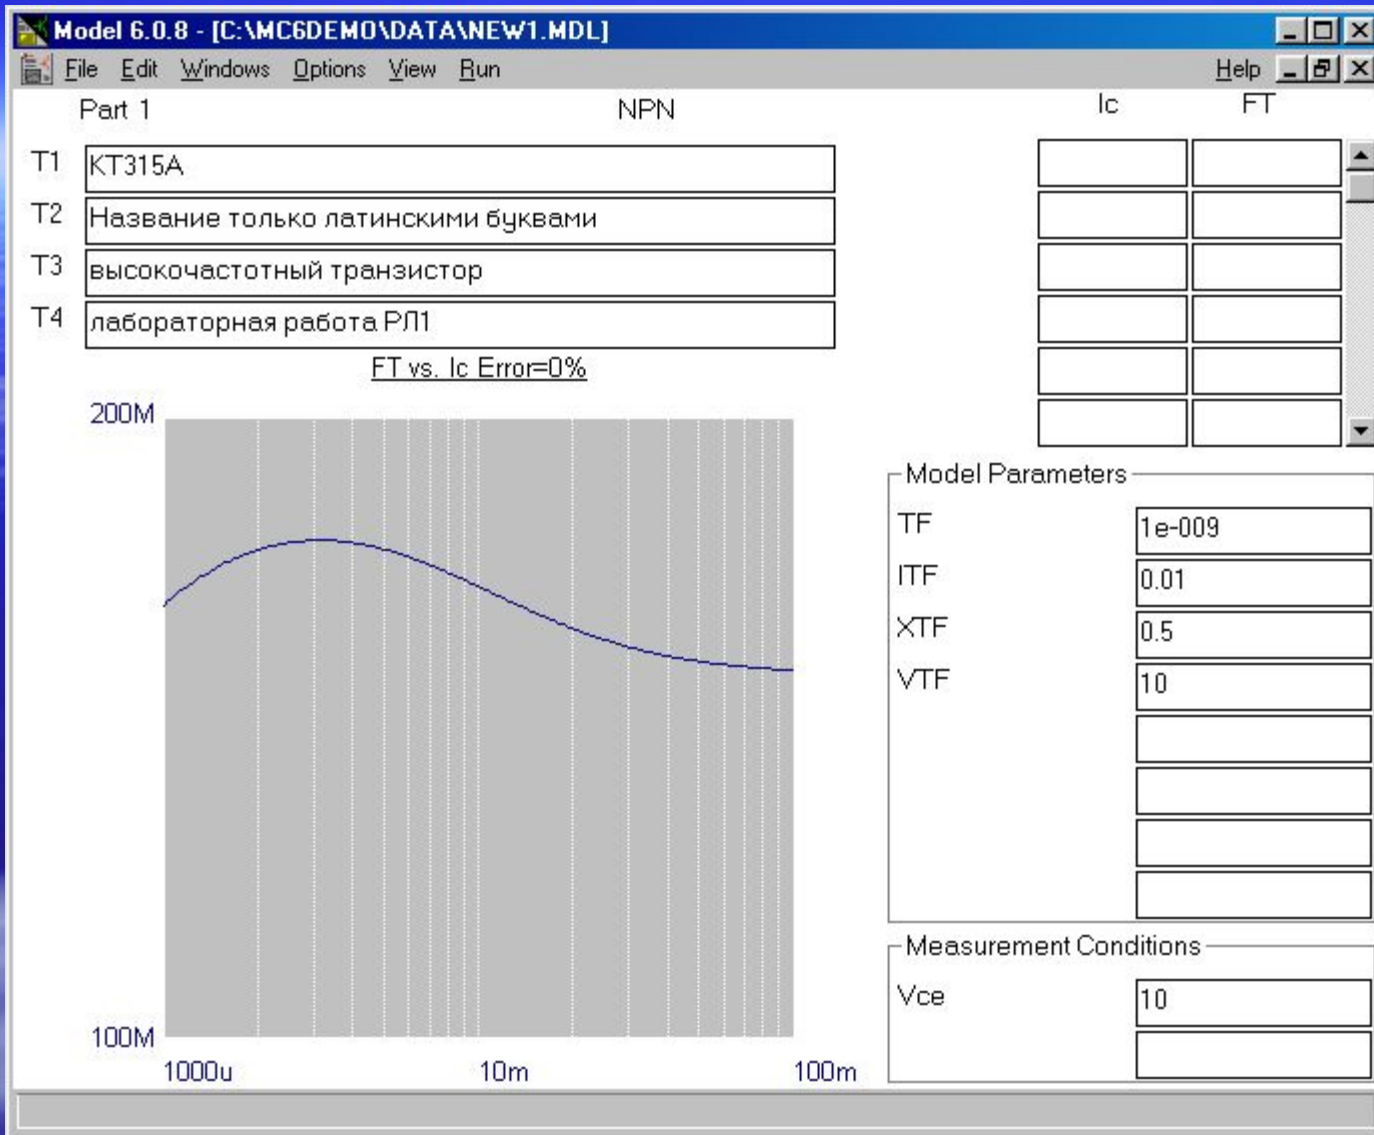 Model 6.0.8 - [C:\MC6DEMO\DATA\NEW1.MDL]
File Edit Windows Options View Run Help
Part 1 NPN Ic FT
T1 KT315A
T2 Название только латинскими буквами
T3 высокочастотный транзистор
T4 лабораторная работа РЛ1
FT vs. Ic Error=0%
200M
100M
1000u 10m 100m
Model Parameters
TF 1e-009
ITF 0.01
XTF 0.5
VTF 10
Measurement Conditions
Vce 10